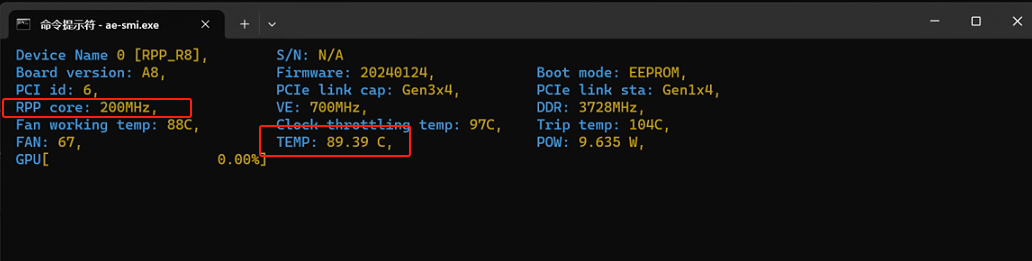 命令提示符 - ae-smi.exe
Device Name 0 [RPP_R8], S/N: N/A
Board version: A8, Firmware: 20240124, Boot mode: EEPROM,
PCI id: 6, PCIe link cap: Gen3x4, PCIe link sta: Gen1x4,
RPP core: 200MHz, VE: 700MHz, DDR: 3728MHz,
Fan working temp: 88C, Clock throttling temp: 97C, Trip temp: 104C,
FAN: 67, TEMP: 89.39 C, POW: 9.635 W,
GPU[ 0.00%]